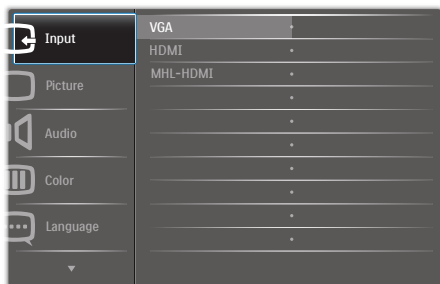 Input
Picture
Audio
Color
Language
VGA
HDMI
MHL-HDMI